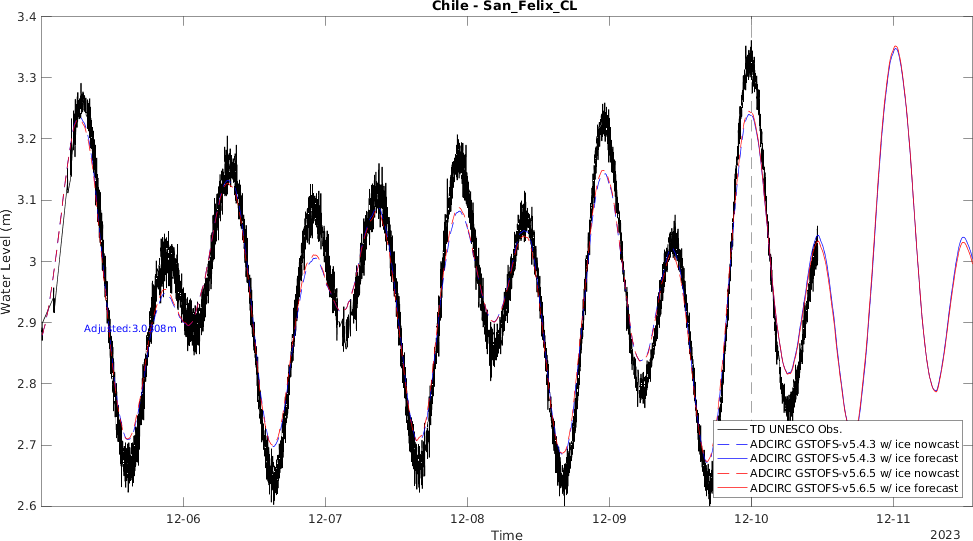 Chile - San_Felix_CL
3.4
3.3
3.2
3.1
3
2.9
2.8
2.7
2.6
Water Level (m)
TD UNESCO Obs.
ADCIRC GSTOFS-v5.4.3 w/ ice nowcast
ADCIRC GSTOFS-v5.4.3 w/ ice forecast
ADCIRC GSTOFS-v5.6.5 w/ ice nowcast
ADCIRC GSTOFS-v5.6.5 w/ ice forecast
12-06
12-07
12-08
12-09
12-10
12-11
Time
2023